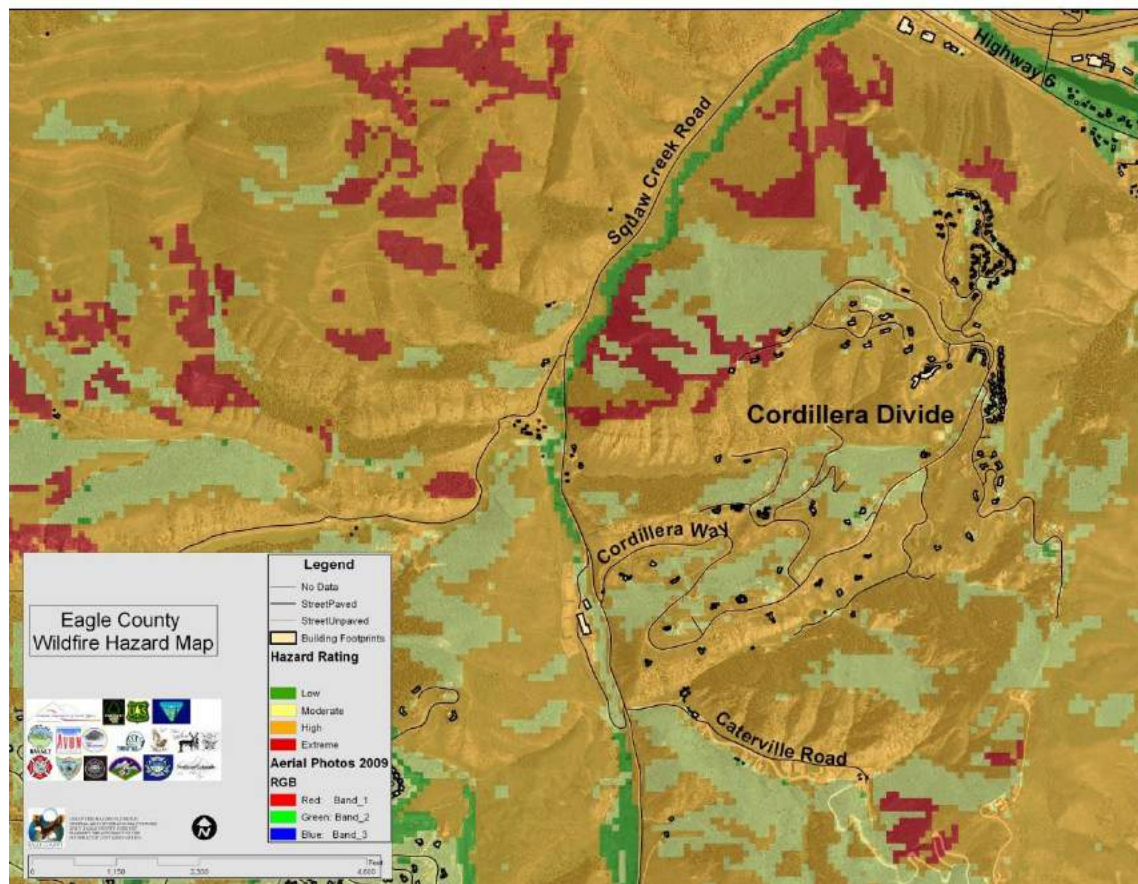 Highway 6
Squaw Creek Road
Cordillera Divide
Cordillera Way
Caterville Road
Eagle County
Wildfire Hazard Map
Legend
No Data
StreetPaved
StreetUnpaved
Building Footprints
Hazard Rating
Low
Moderate
High
Extreme
Aerial Photos 2009
RGB
Red: Band_1
Green: Band_2
Blue: Band_3
AVON
N
Feet
0 1,150 2,300 4,600